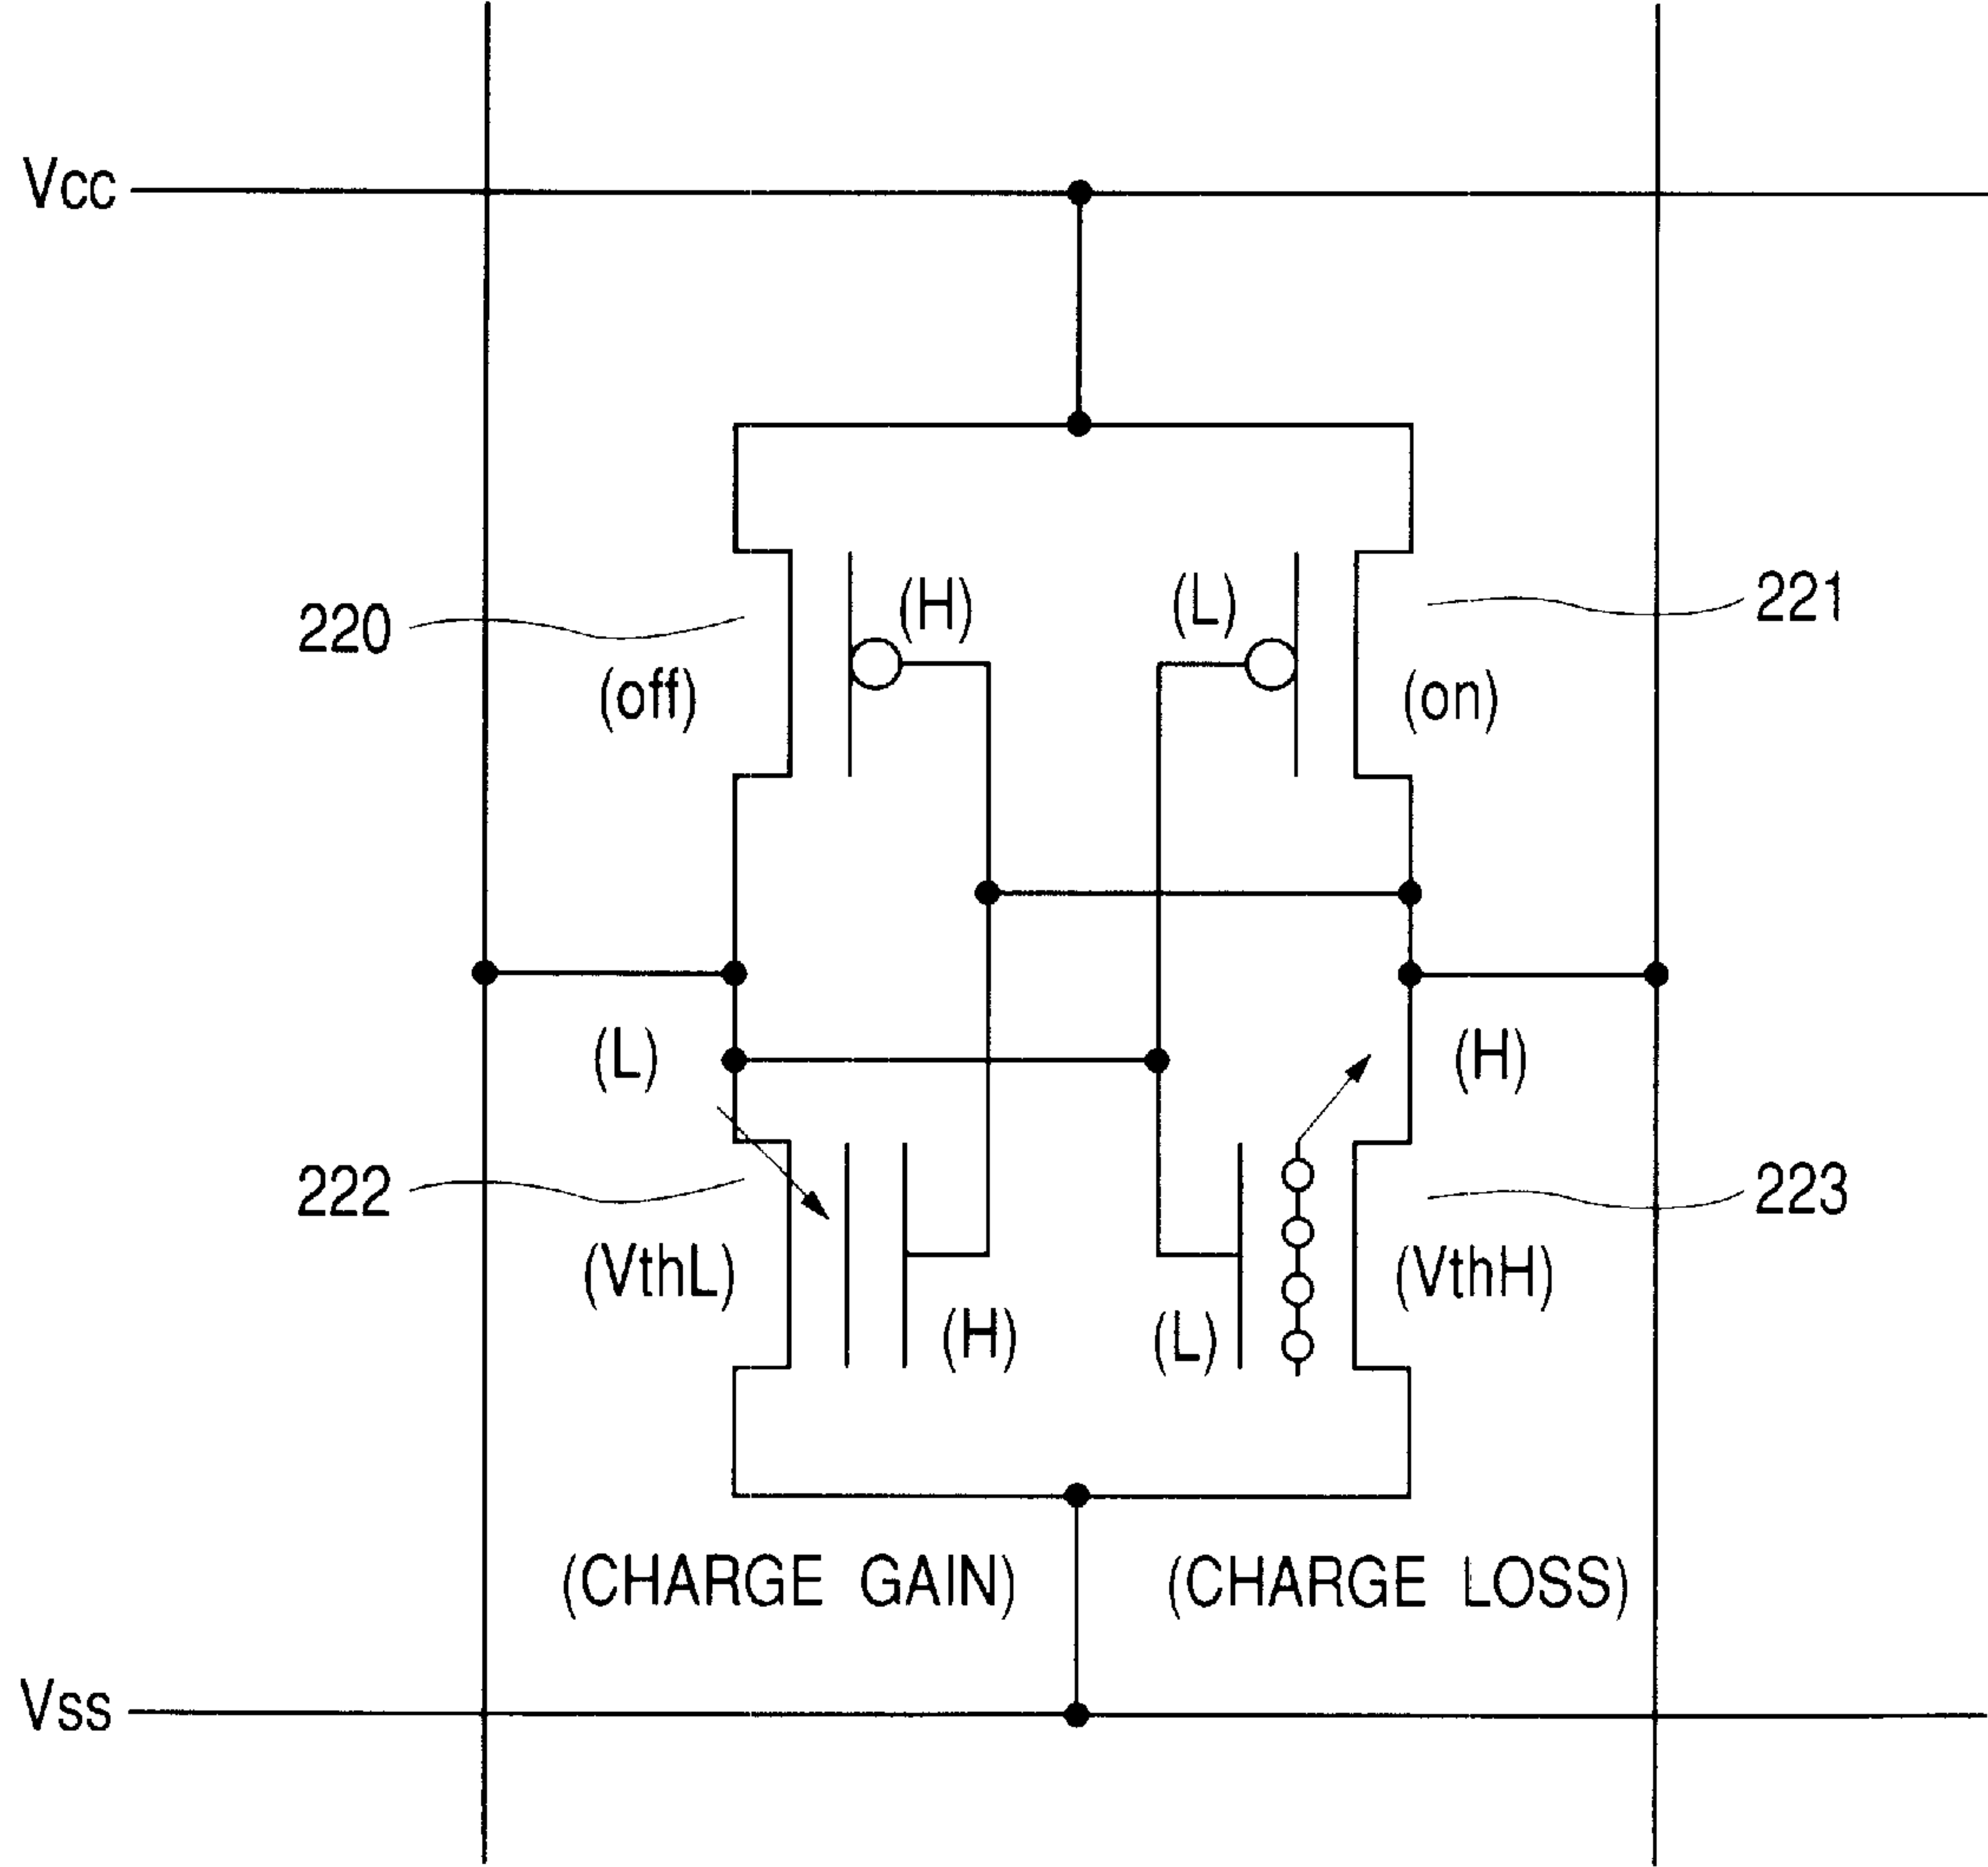 Vcc
(H)
(L)
220
221
(off)
(on)
(L)
(H)
222
223
(VthL)
(VthH)
(H)
(L)
(CHARGE GAIN)
(CHARGE LOSS)
Vss